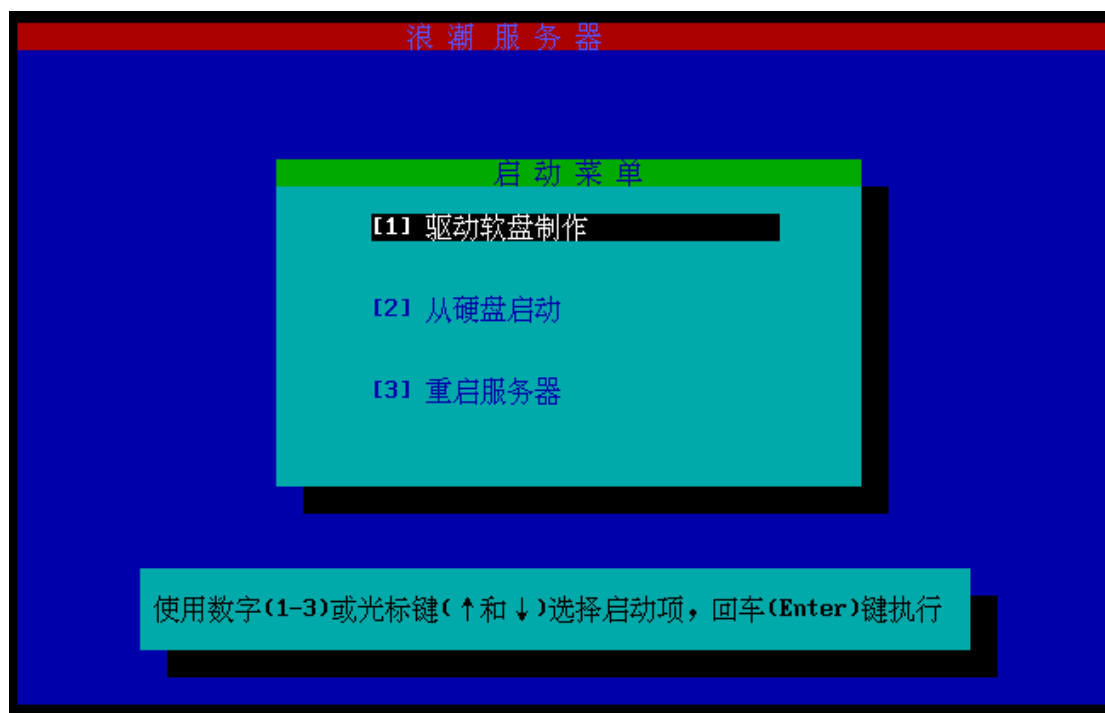 浪潮服务器
启动菜单
[1] 驱动软盘制作
[2] 从硬盘启动
[3] 重启服务器
使用数字(1-3)或光标键(↑和↓)选择启动项，回车(Enter)键执行